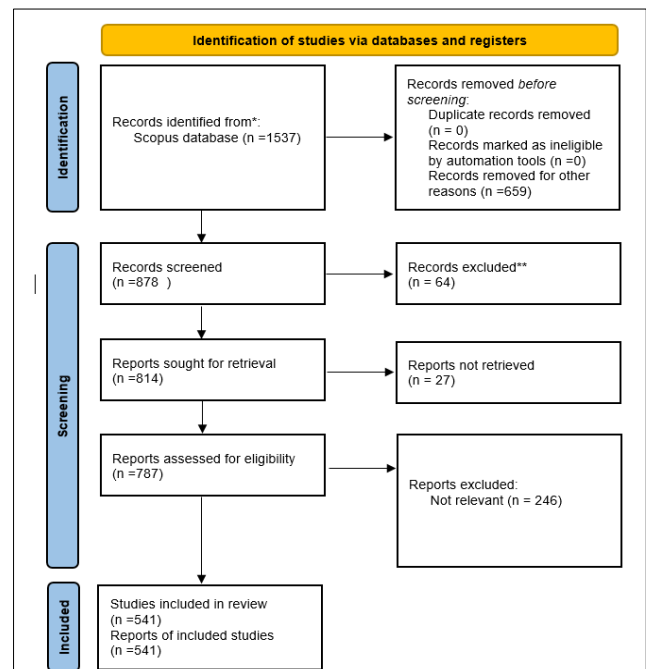 Identification of studies via databases and registers
Identification
Records identified from*:
Scopus database (n =1537)
Records removed before
screening:
Duplicate records removed
(n = 0)
Records marked as ineligible
by automation tools (n =0)
Records removed for other
reasons (n =659)
Screening
Records screened
(n =878 )
Records excluded**
(n = 64)
Reports sought for retrieval
(n =814)
Reports not retrieved
(n = 27)
Reports assessed for eligibility
(n =787)
Reports excluded:
Not relevant (n = 246)
Included
Studies included in review
(n =541)
Reports of included studies
(n =541)